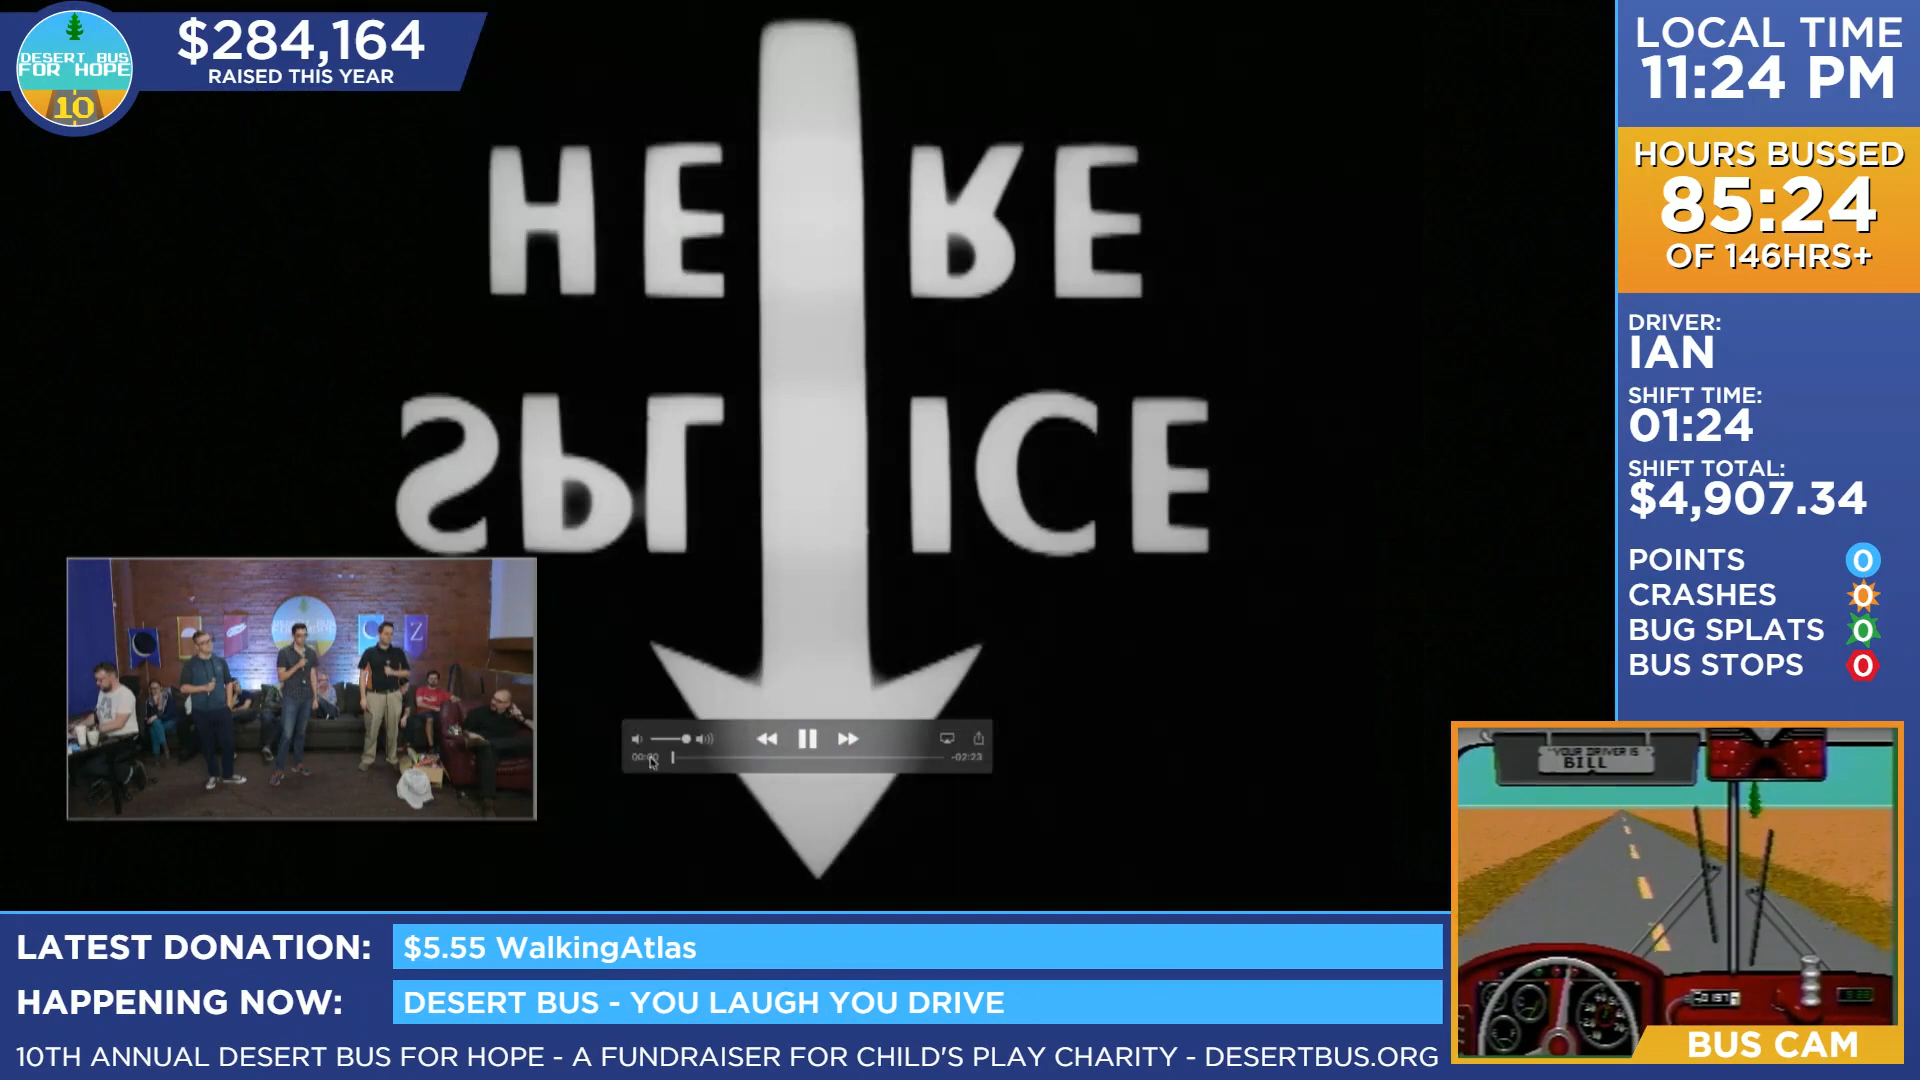 DESERT BUS
FOR HOPE
10
$284,164
RAISED THIS YEAR
HERE
SPLICE
00:00
-02:23
LOCAL TIME
11:24 PM
HOURS BUSSED
85:24
OF 146HRS+
DRIVER:
IAN
SHIFT TIME:
01:24
SHIFT TOTAL:
$4,907.34
POINTS 0
CRASHES 0
BUG SPLATS 0
BUS STOPS 0
"YOUR DRIVER IS
BILL
BUS CAM
LATEST DONATION: $5.55 WalkingAtlas
HAPPENING NOW: DESERT BUS - YOU LAUGH YOU DRIVE
10TH ANNUAL DESERT BUS FOR HOPE - A FUNDRAISER FOR CHILD'S PLAY CHARITY - DESERTBUS.ORG